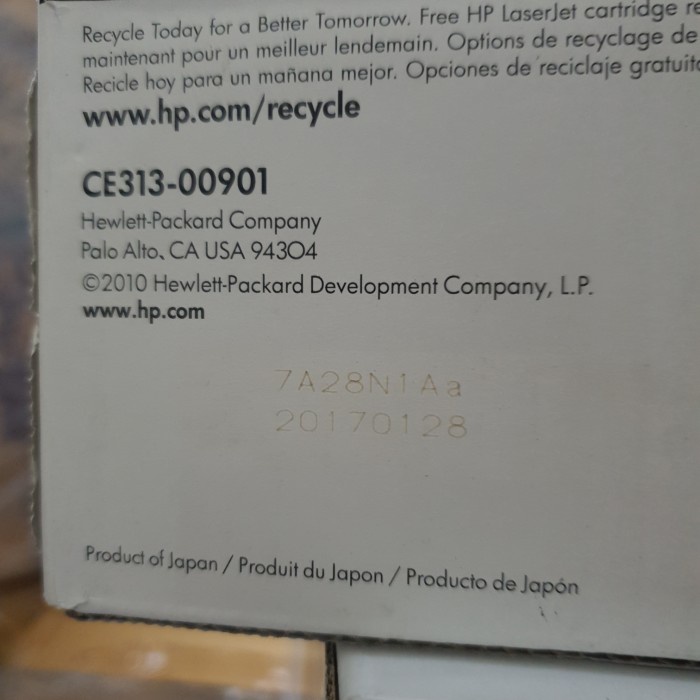 Recycle Today for a Better Tomorrow. Free HP LaserJet cartridge
maintenant pour un meilleur lendemain. Options de recyclage de
Recicle hoy para un mañana mejor. Opciones de reciclaje
www.hp.com/recycle
CE313-00901
Hewlett-Packard Company
Palo Alto, CA USA 94304
©2010 Hewlett-Packard Development Company, L.P.
www.hp.com
7A28N1Aa
20170128
Product of Japan / Produit du Japon / Producto de Japón